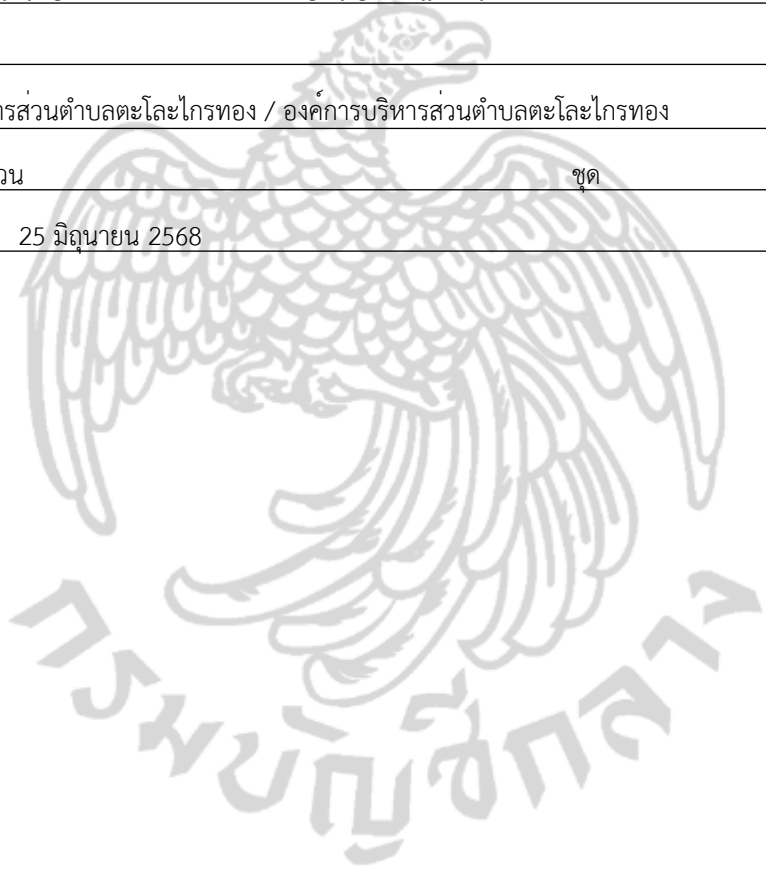 ารส่วนตำบลตะโละไกรทอง / องค์การบริหารส่วนตำบลตะโละไกรทอง
วน ชุด
25 มิถุนายน 2568
กรมบัญชีกลาง